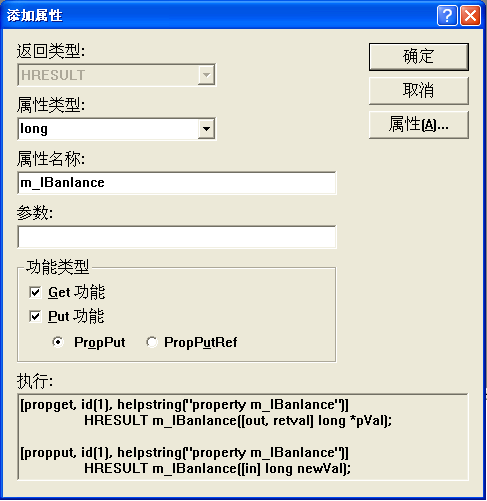 添加属性
返回类型:
HRESULT
确定
取消
属性(A)...
属性类型:
long
属性名称:
m_lBanlance
参数:
功能类型
Get 功能
Put 功能
PropPut
PropPutRef
执行:
[propget, id(1), helpstring("property m_lBanlance")]
HRESULT m_lBanlance([out, retval] long *pVal);
[propput, id(1), helpstring("property m_lBanlance")]
HRESULT m_lBanlance([in] long newVal);